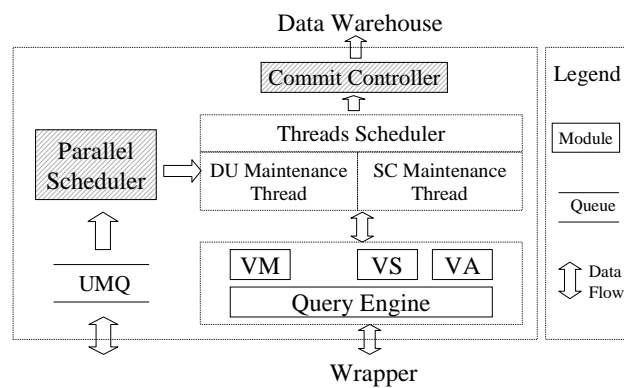 Data Warehouse
Commit Controller
Legend
Threads Scheduler
Module
Parallel
Scheduler
DU Maintenance
Thread
SC Maintenance
Thread
Queue
VM
VS
VA
UMQ
Data
Flow
Query Engine
Wrapper